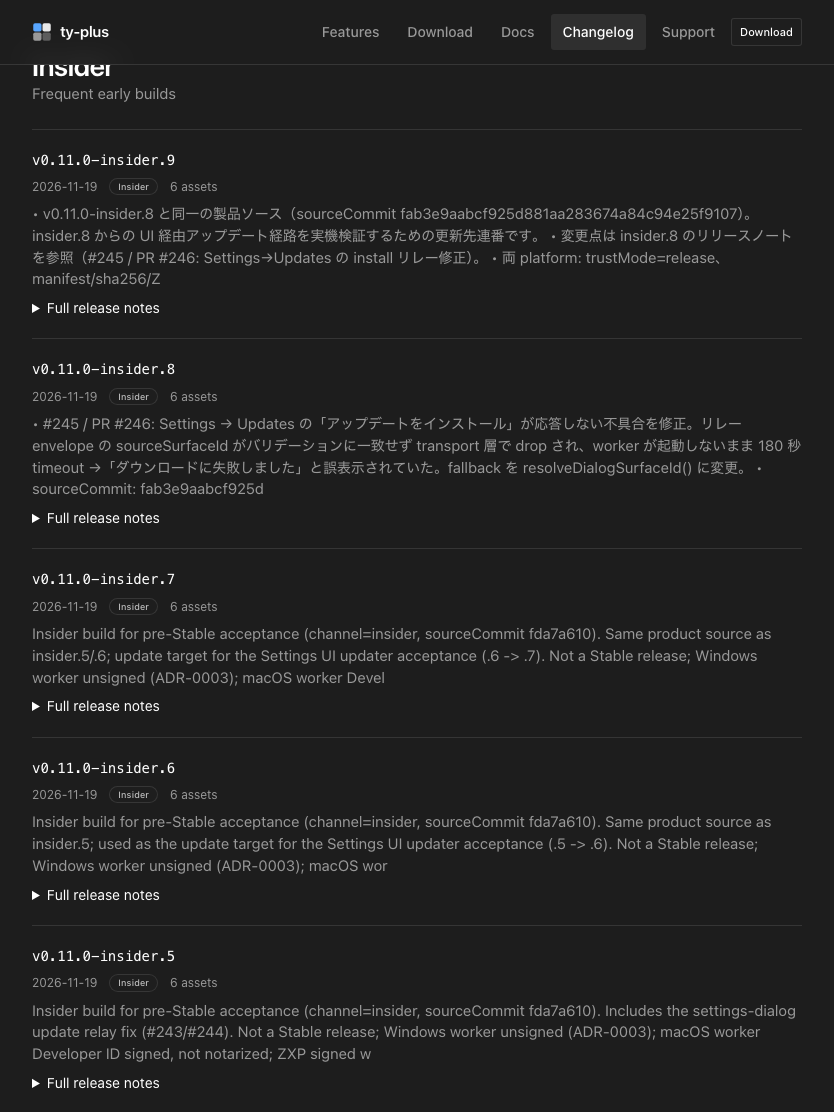 ty-plus
Features
Download
Docs
Changelog
Support
Download
Insider
Frequent early builds
v0.11.0-insider.9
2026-11-19 Insider 6 assets
• v0.11.0-insider.8 と同一の製品ソース（sourceCommit fab3e9aabcf925d881aa283674a84c94e25f9107）。
insider.8 からの UI 経由アップデート経路を実機検証するための更新先連番です。 • 変更点は insider.8 のリリースノート
を参照（#245 / PR #246: Settings→Updates の install リレー修正）。 • 両 platform: trustMode=release、
manifest/sha256/Z
▶ Full release notes
v0.11.0-insider.8
2026-11-19 Insider 6 assets
• #245 / PR #246: Settings → Updates の「アップデートをインストール」が応答しない不具合を修正。リレー
envelope の sourceSurfaceId がバリデーションに一致せず transport 層で drop され、worker が起動しないまま 180 秒
timeout →「ダウンロードに失敗しました」と誤表示されていた。fallback を resolveDialogSurfaceId() に変更。 •
sourceCommit: fab3e9aabcf925d
▶ Full release notes
v0.11.0-insider.7
2026-11-19 Insider 6 assets
Insider build for pre-Stable acceptance (channel=insider, sourceCommit fda7a610). Same product source as
insider.5/.6; update target for the Settings UI updater acceptance (.6 -> .7). Not a Stable release; Windows
worker unsigned (ADR-0003); macOS worker Devel
▶ Full release notes
v0.11.0-insider.6
2026-11-19 Insider 6 assets
Insider build for pre-Stable acceptance (channel=insider, sourceCommit fda7a610). Same product source as
insider.5; used as the update target for the Settings UI updater acceptance (.5 -> .6). Not a Stable release;
Windows worker unsigned (ADR-0003); macOS wor
▶ Full release notes
v0.11.0-insider.5
2026-11-19 Insider 6 assets
Insider build for pre-Stable acceptance (channel=insider, sourceCommit fda7a610). Includes the settings-dialog
update relay fix (#243/#244). Not a Stable release; Windows worker unsigned (ADR-0003); macOS worker
Developer ID signed, not notarized; ZXP signed w
▶ Full release notes